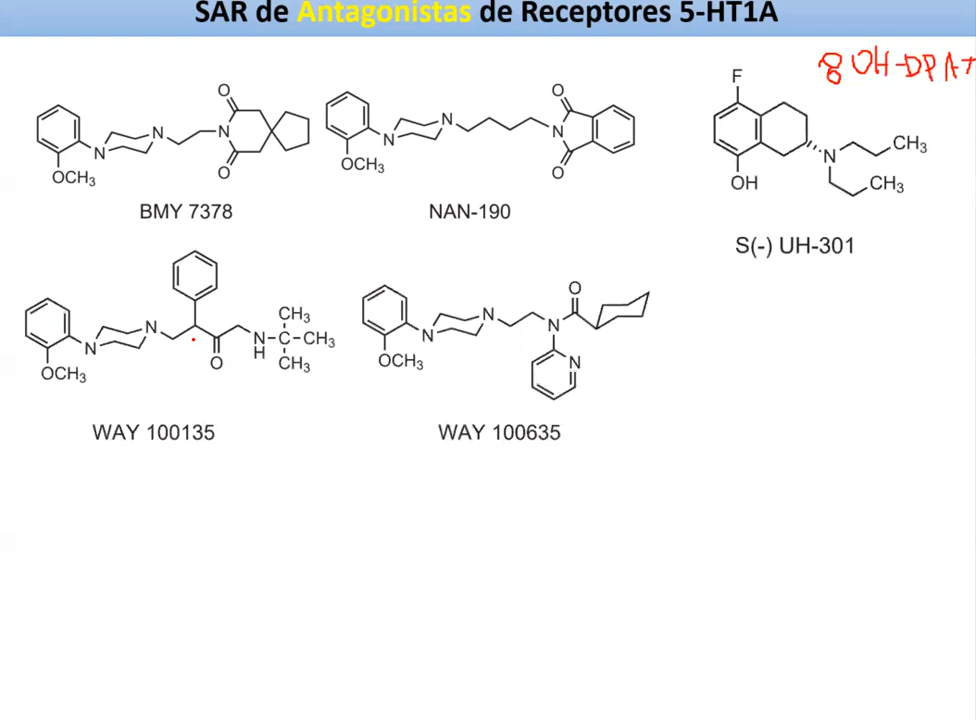 SAR de Antagonistas de Receptores 5-HT1A
8 OH-DPAT
O
N
N
N
O
OCH3
BMY 7378
O
N
N
N
O
OCH3
NAN-190
F
OH
N
CH3
CH3
S(-) UH-301
N
N
OCH3
O
N
H
C
CH3
CH3
CH3
WAY 100135
N
N
OCH3
O
N
N
WAY 100635